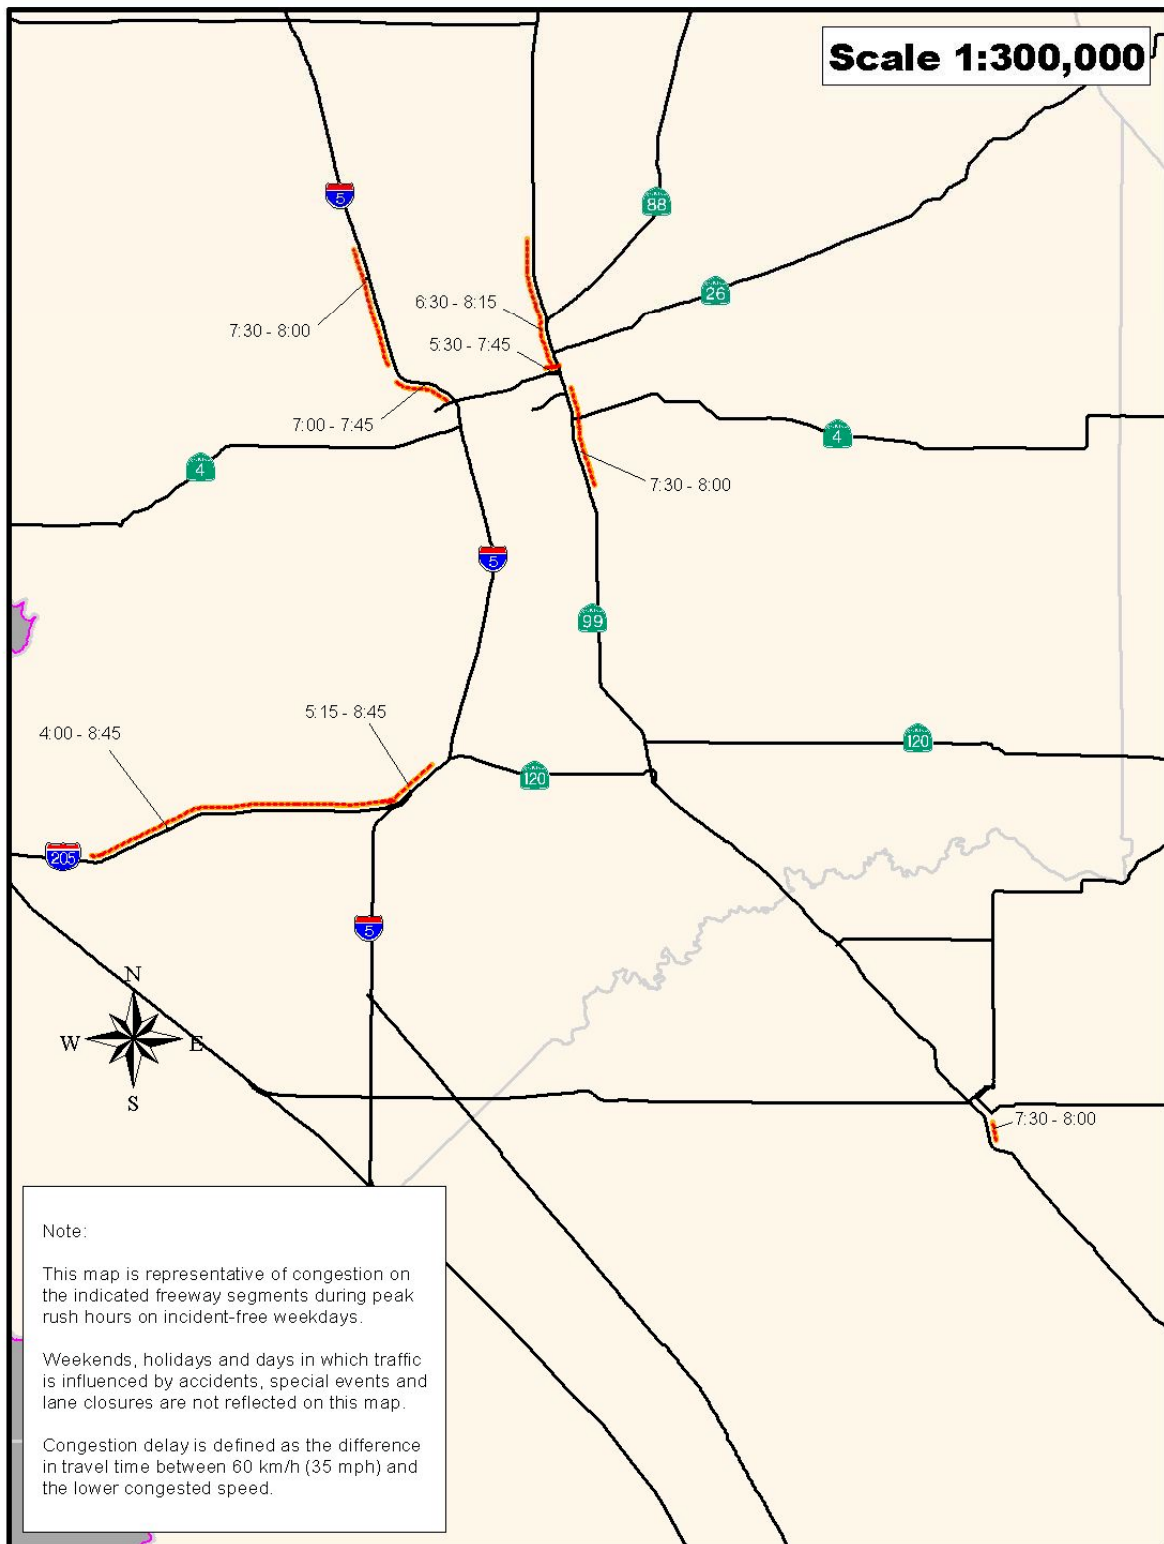 Scale 1:300,000
5
88
26
6:30 - 8:15
7:30 - 8:00
5:30 - 7:45
7:00 - 7:45
4
4
7:30 - 8:00
5
99
5:15 - 8:45
4:00 - 8:45
120
120
205
5
N
W
E
S
7:30 - 8:00
Note:
This map is representative of congestion on
the indicated freeway segments during peak
rush hours on incident-free weekdays.
Weekends, holidays and days in which traffic
is influenced by accidents, special events and
lane closures are not reflected on this map.
Congestion delay is defined as the difference
in travel time between 60 km/h (35 mph) and
the lower congested speed.